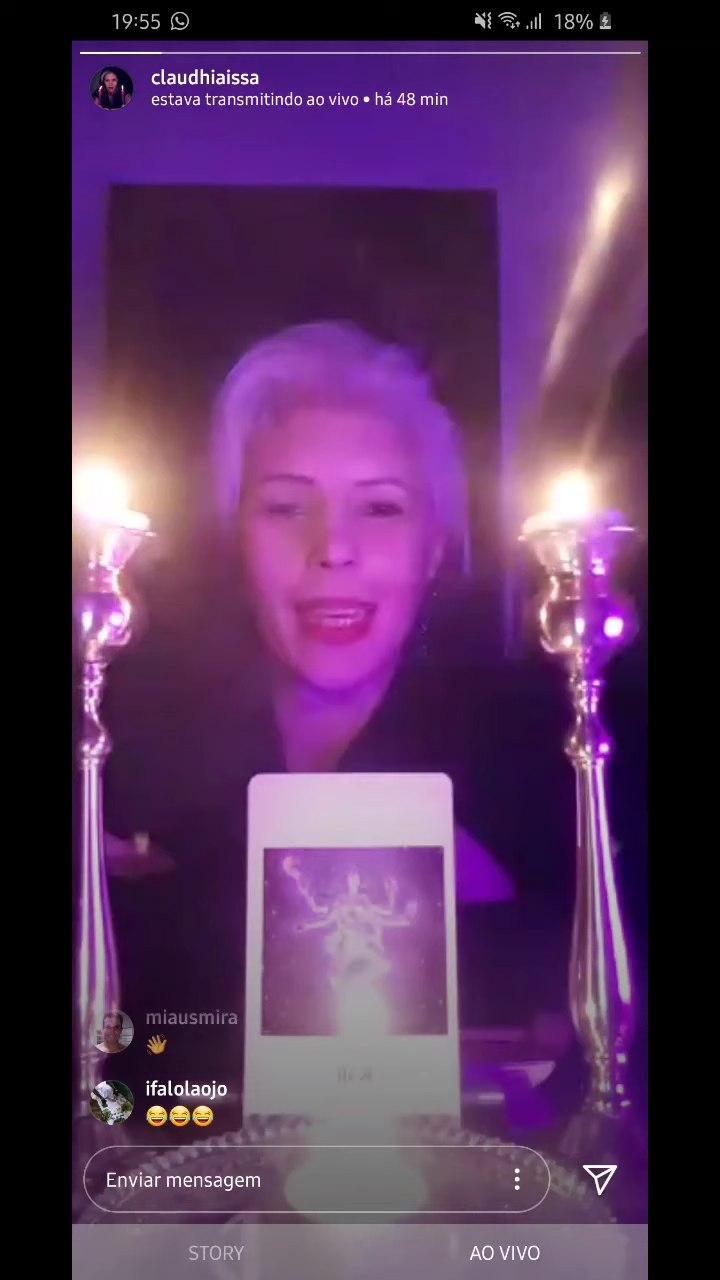 19:55
18%
claudhiaissa
estava transmitindo ao vivo • há 48 min
miausmira
👋
ifalolaojo
😂😂😂
Enviar mensagem
STORY
AO VIVO